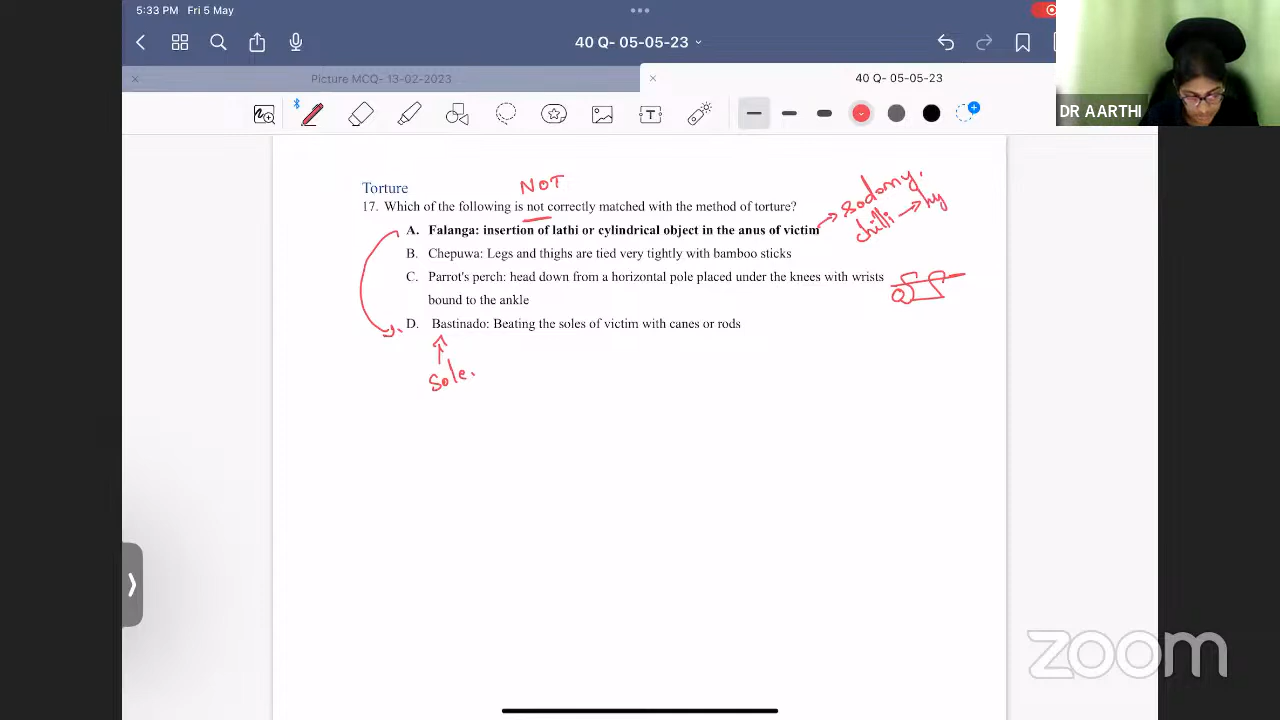 5:33 PM Fri 5 May
40 Q- 05-05-23
Picture MCQ- 13-02-2023
40 Q- 05-05-23
DR AARTHI
Torture
NOT
17. Which of the following is not correctly matched with the method of torture?
A. Falanga: insertion of lathi or cylindrical object in the anus of victim
sodomy.
chilli → hy
B. Chepuwa: Legs and thighs are tied very tightly with bamboo sticks
C. Parrot's perch: head down from a horizontal pole placed under the knees with wrists
bound to the ankle
D. Bastinado: Beating the soles of victim with canes or rods
Sole.
zoom